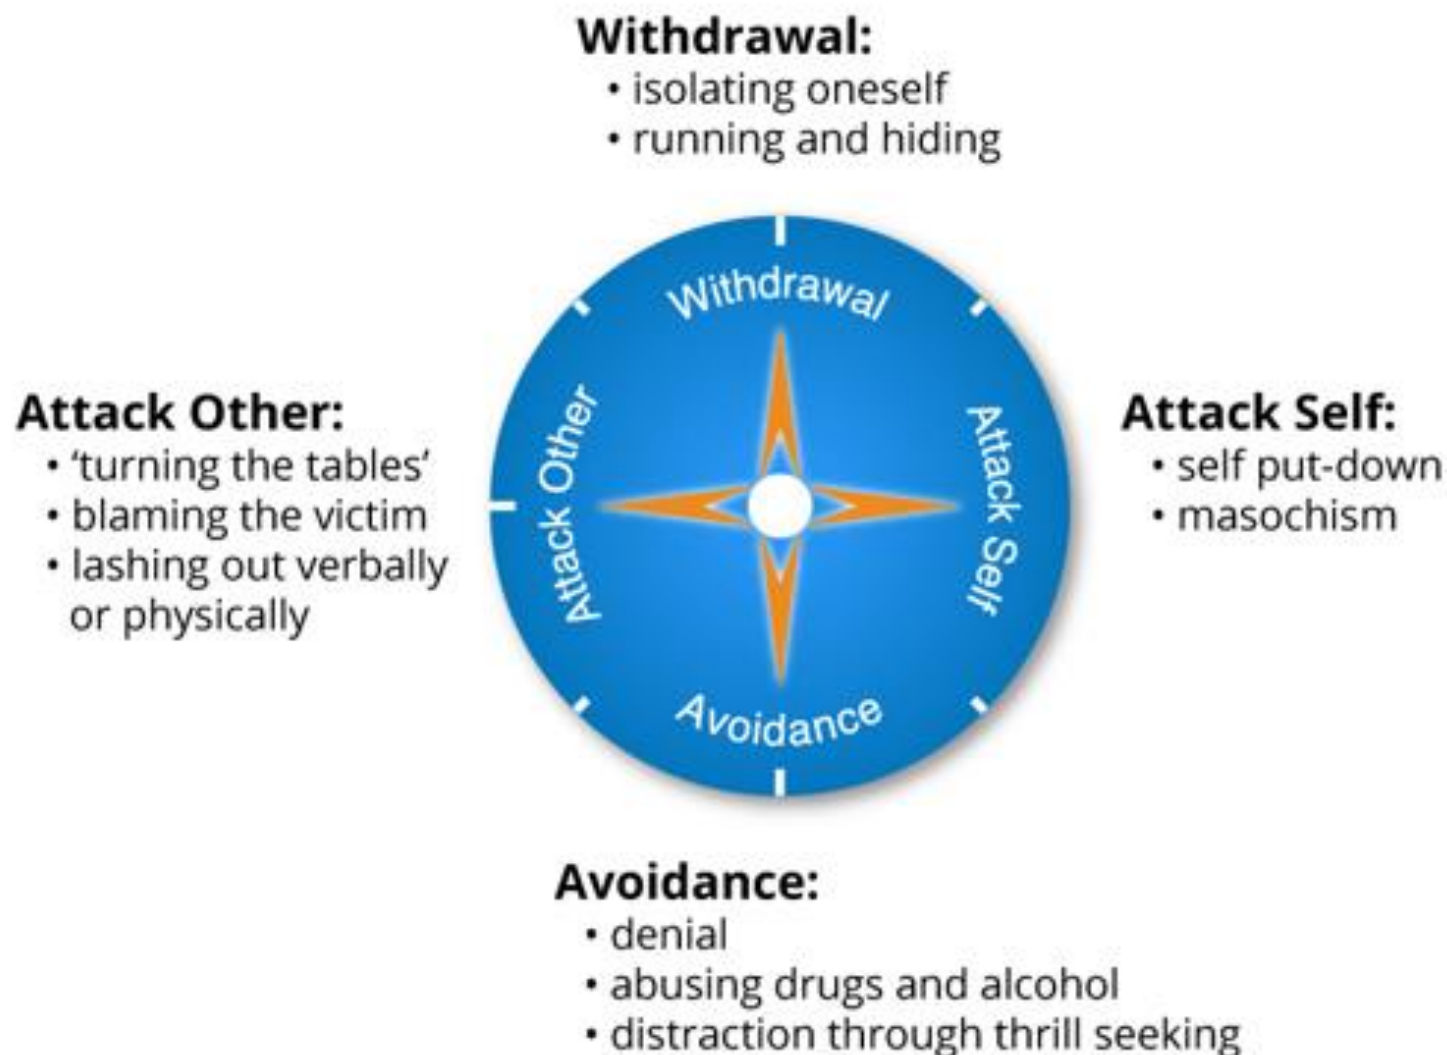 Withdrawal:
• isolating oneself
• running and hiding
Withdrawal
Attack Other:
• ‘turning the tables‘
• blaming the victim
• lashing out verbally
or physically
Attack Other
Attack Self
Attack Self:
• self put-down
• masochism
Avoidance
Avoidance:
• denial
• abusing drugs and alcohol
• distraction through thrill seeking